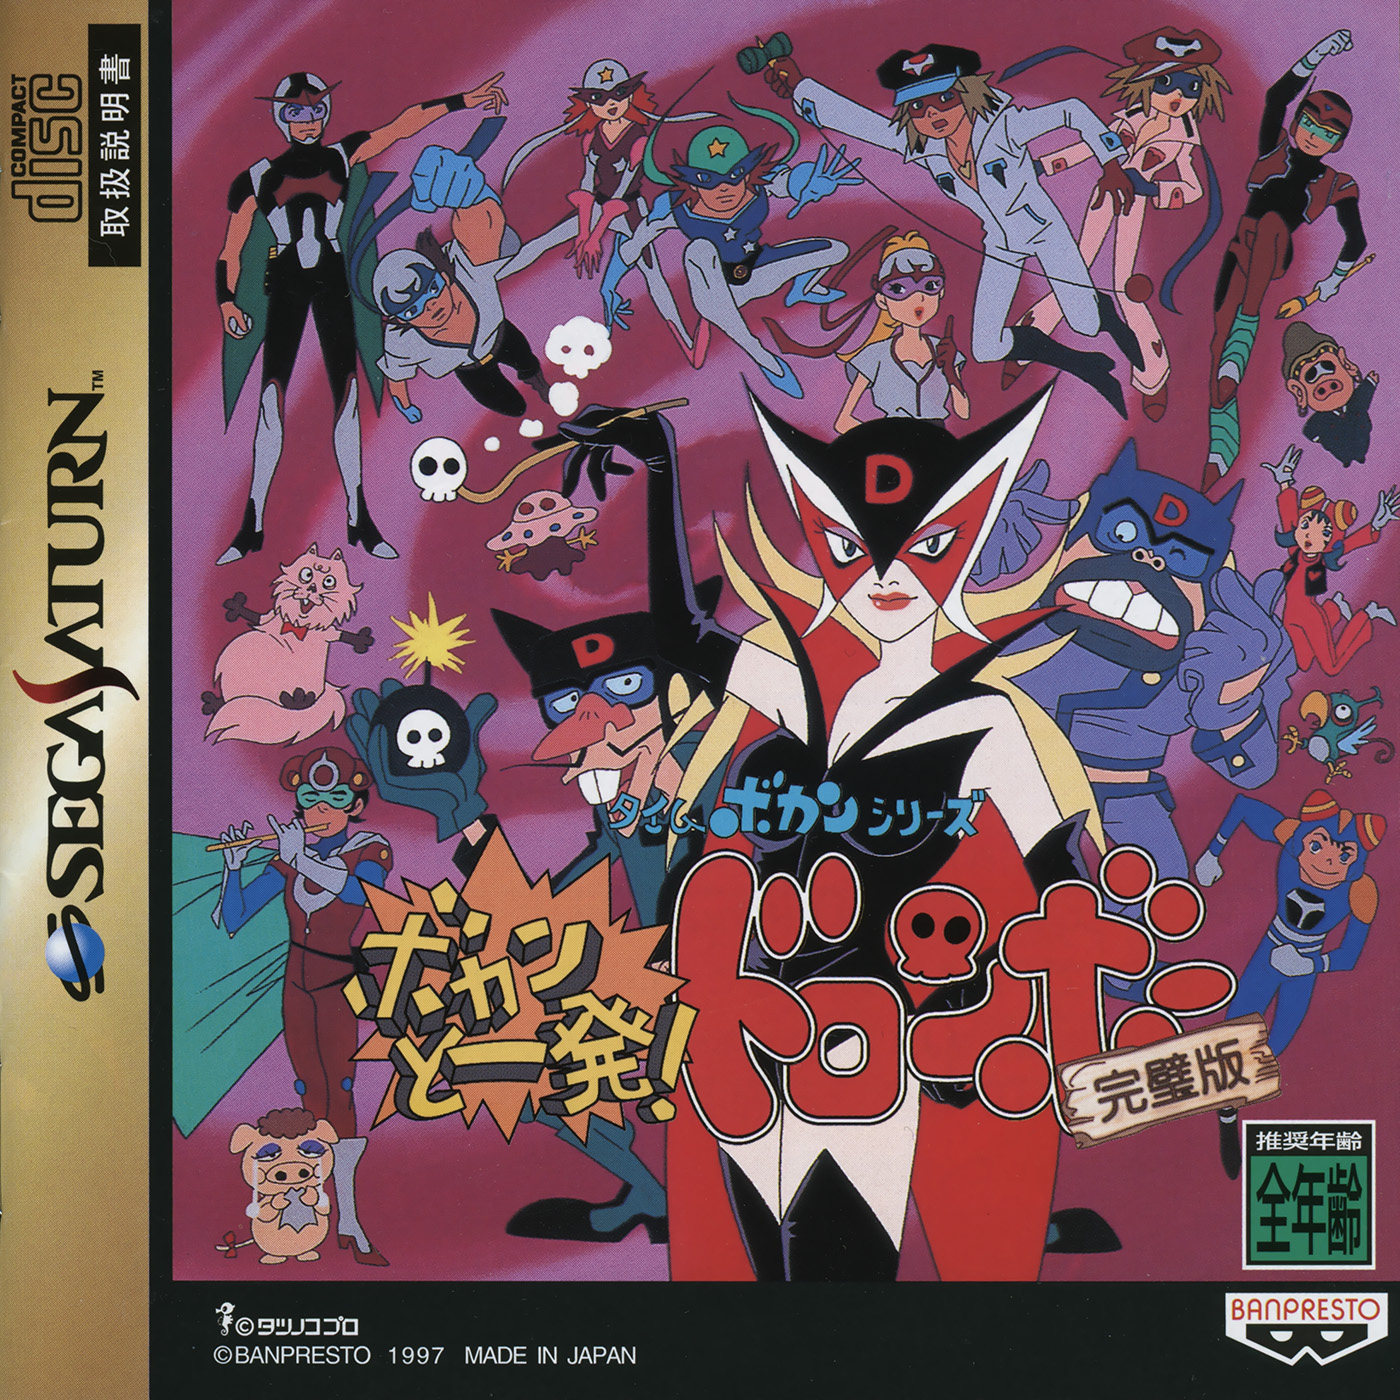 COMPACT
disc
取扱説明書
SEGA SATURN™
D
D
D
タイムボカンシリーズ
ボカンと一発!
ドロンボー
完璧版
推奨年齢
全年齢
BANPRESTO
©タツノコプロ
©BANPRESTO 1997 MADE IN JAPAN